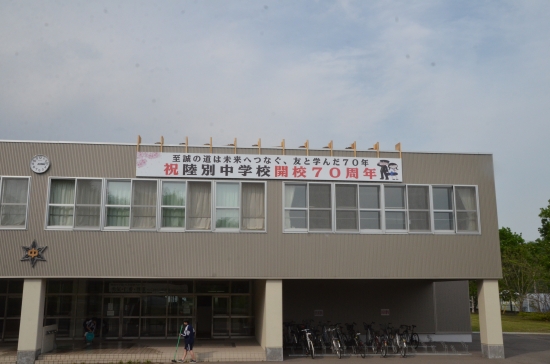 至誠の道は未来へつなぐ、友と学んだ70年
祝陸別中学校開校70周年